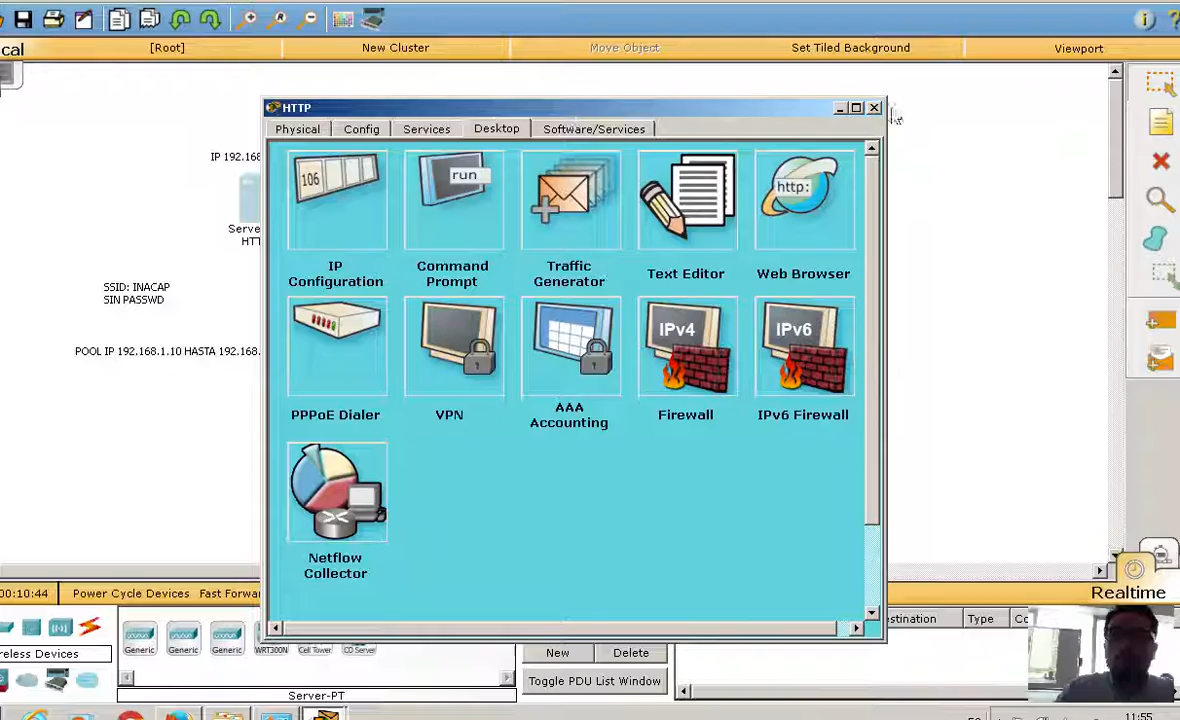 cal
[Root]
New Cluster
Move Object
Set Tiled Background
Viewport
HTTP
Physical
Config
Services
Desktop
Software/Services
IP 192.168
Serve
HTT
SSID: INACAP
SIN PASSWD
POOL IP 192.168.1.10 HASTA 192.168.
106
run
http:
IP
Configuration
Command
Prompt
Traffic
Generator
Text Editor
Web Browser
IPv4
IPv6
PPPoE Dialer
VPN
AAA
Accounting
Firewall
IPv6 Firewall
Netflow
Collector
00:10:44
Power Cycle Devices
Fast Forwa
Realtime
reless Devices
Generic
Generic
Generic
WRT300N
Cell Tower
CO Server
Server-PT
New
Delete
Toggle PDU List Window
estination
Type
Co
ES
11:55